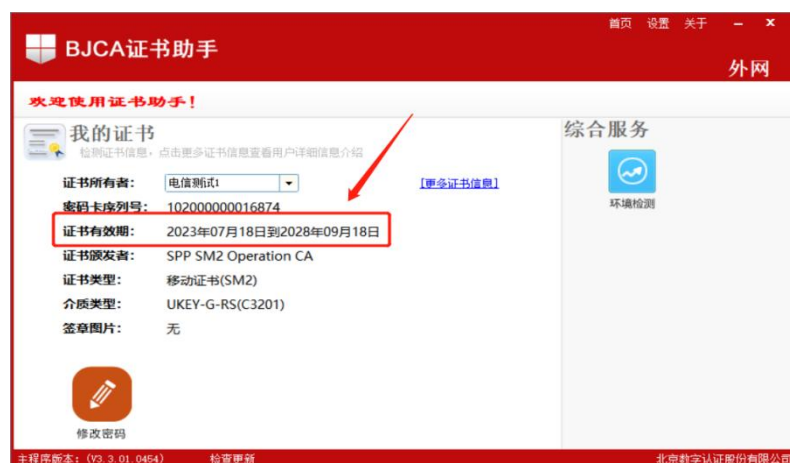 首页 设置 关于
BJCA证书助手
外网
欢迎使用证书助手！
我的证书
检测证书信息，点击更多证书信息查看用户详细信息介绍
证书所有者： 电信测试1 [更多证书信息]
密码卡序列号： 102000000016874
证书有效期： 2023年07月18日到2028年09月18日
证书颁发者： SPP SM2 Operation CA
证书类型： 移动证书(SM2)
介质类型： UKEY-G-RS(C3201)
签章图片： 无
修改密码
综合服务
环境检测
主程序版本：(V3.3.01.0454) 检查更新 北京数字认证股份有限公司